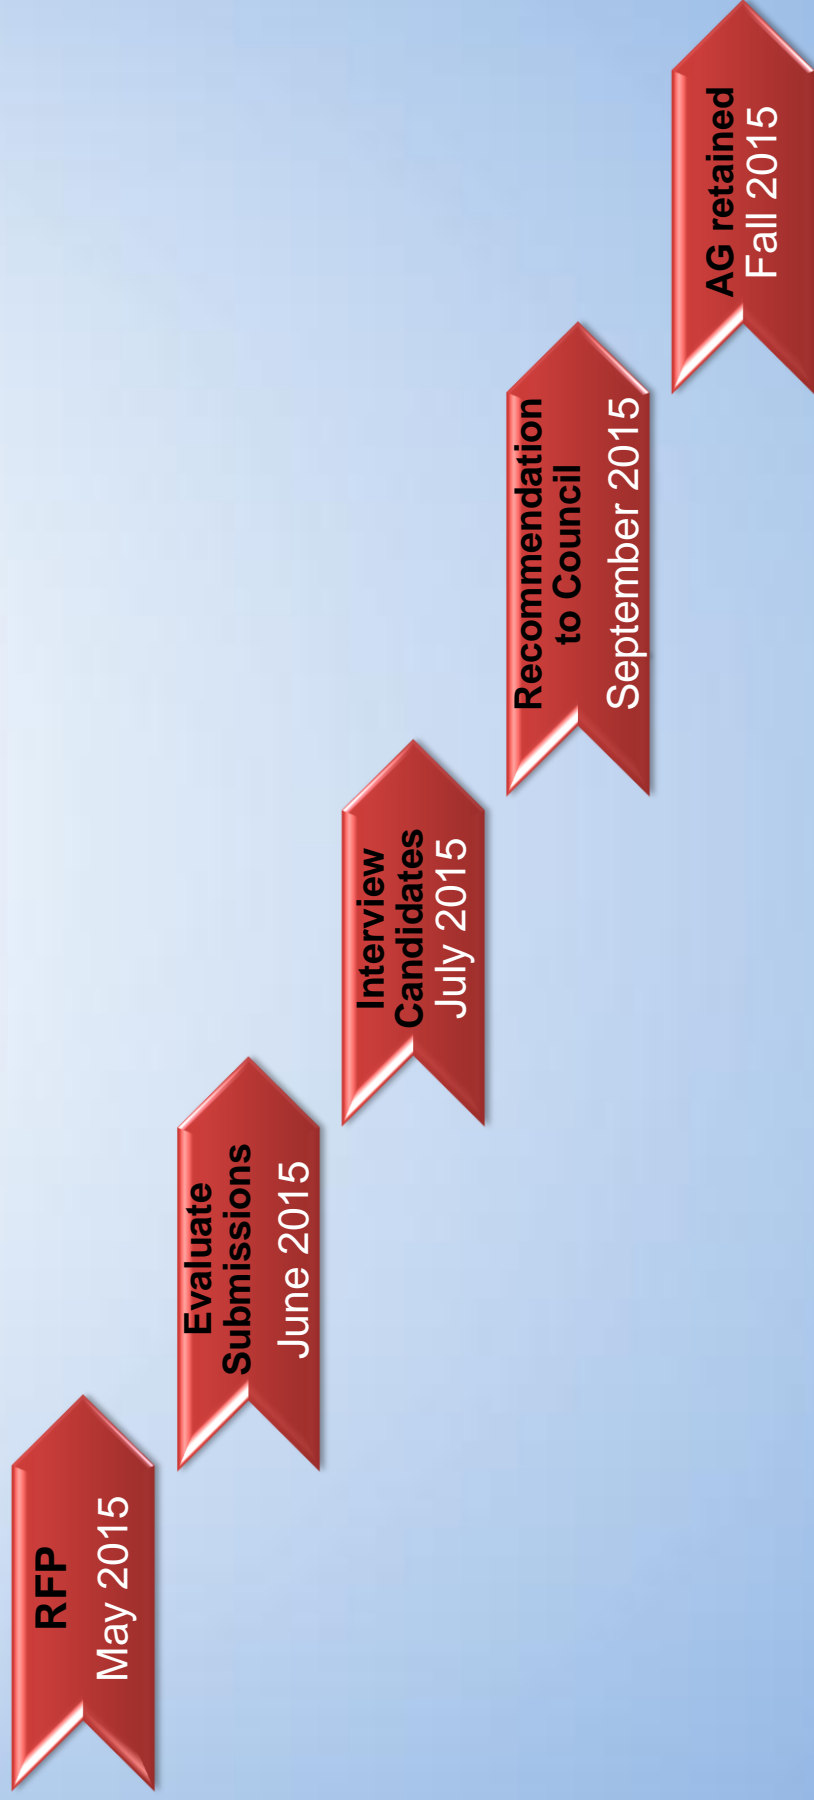 RFP
May 2015
Evaluate
Submissions
June 2015
Interview
Candidates
July 2015
Recommendation
to Council
September 2015
AG retained
Fall 2015